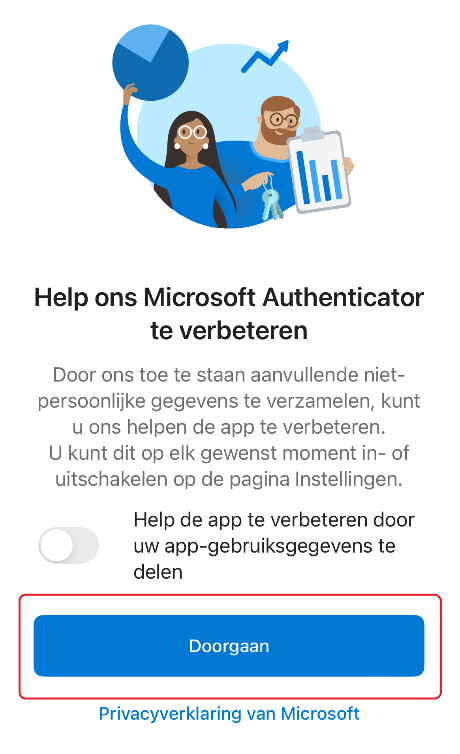 Help ons Microsoft Authenticator
te verbeteren
Door ons toe te staan aanvullende niet-
persoonlijke gegevens te verzamelen, kunt
u ons helpen de app te verbeteren.
U kunt dit op elk gewenst moment in- of
uitschakelen op de pagina Instellingen.
Help de app te verbeteren door
uw app-gebruiksgegevens te
delen
Doorgaan
Privacyverklaring van Microsoft